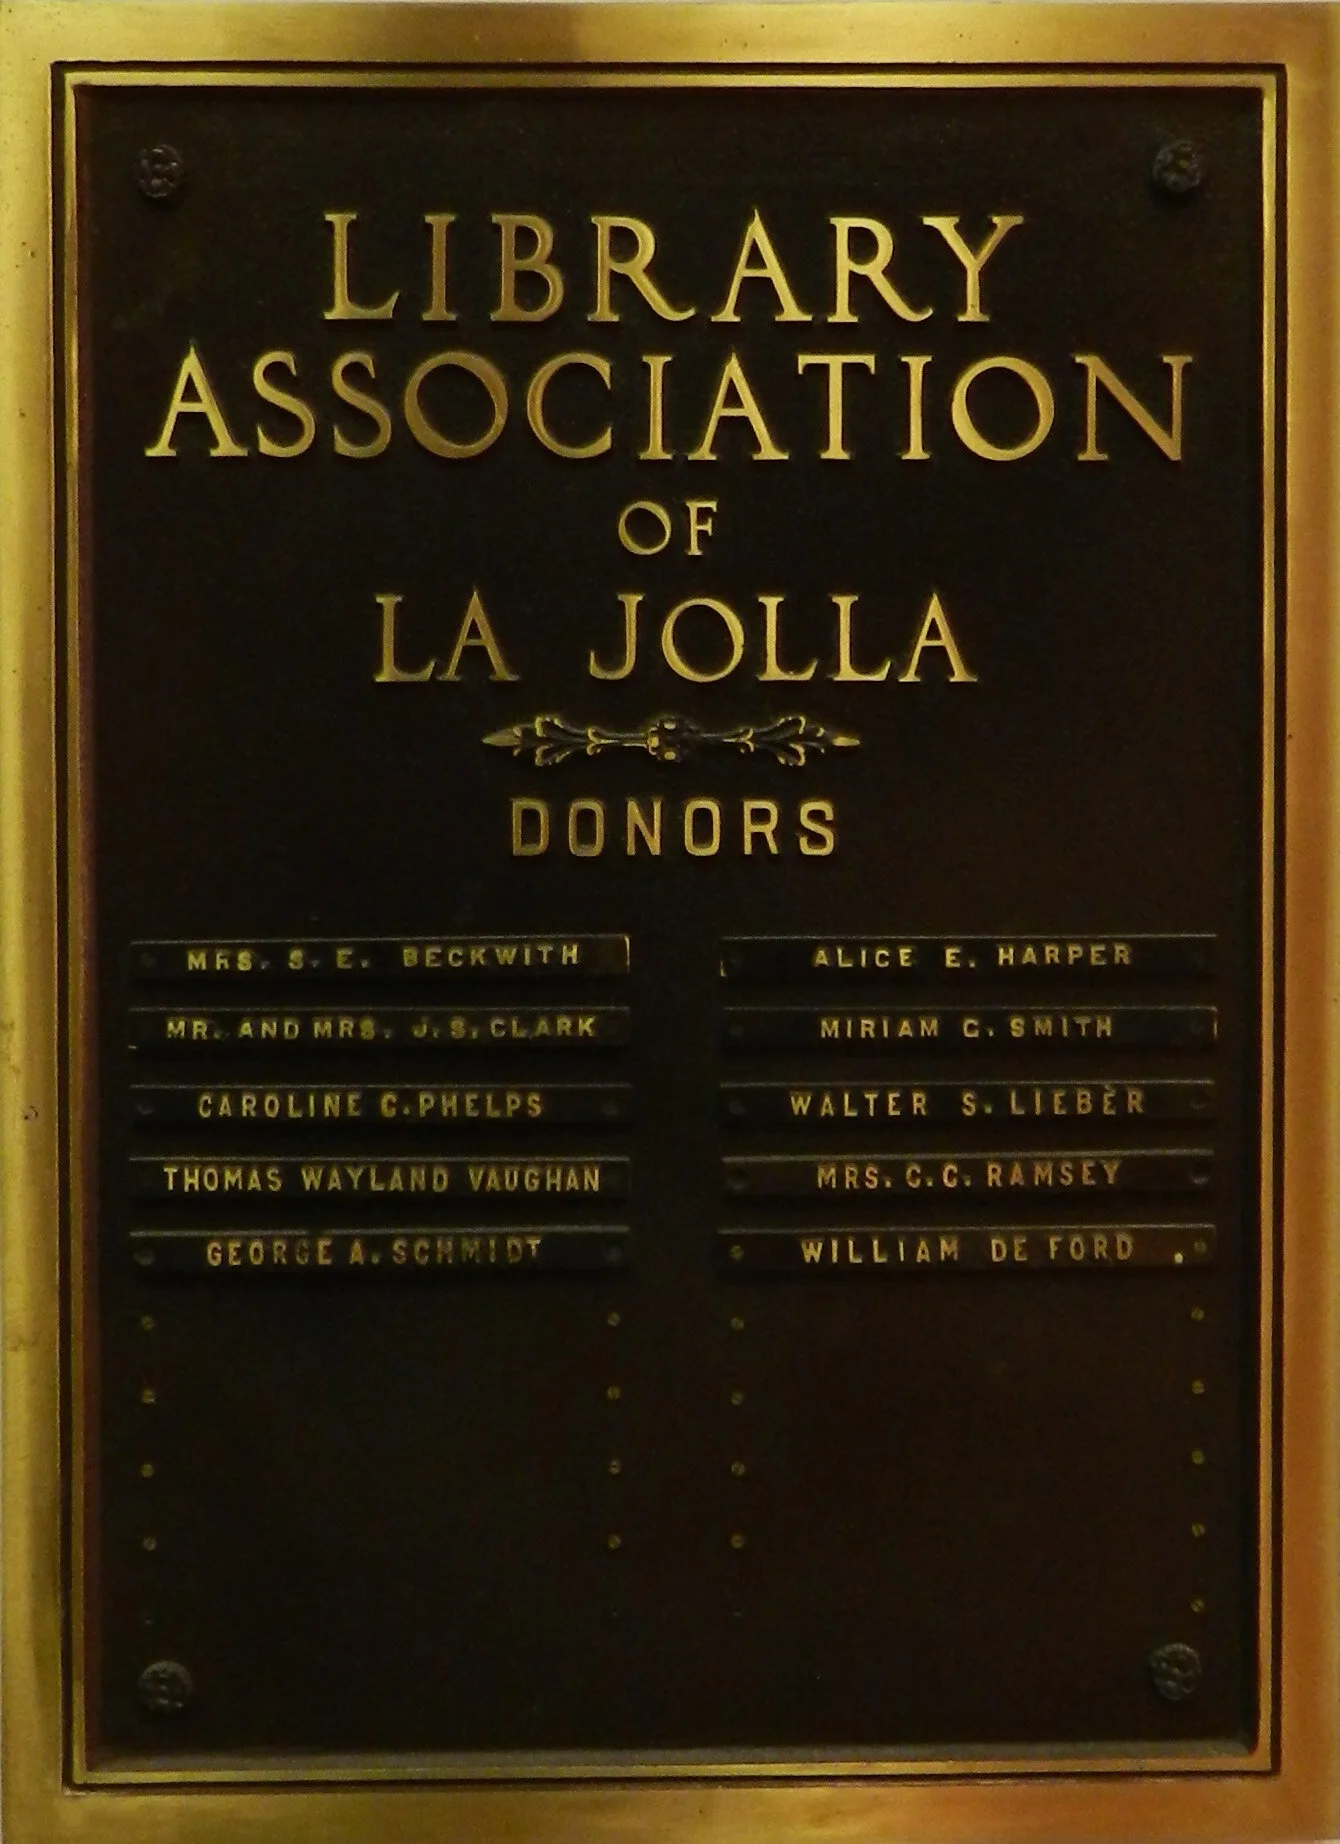 LIBRARY
ASSOCIATION
OF
LA JOLLA
DONORS
MRS. S. E. BECKWITH
MR. AND MRS. J. S. CLARK
CAROLINE C. PHELPS
THOMAS WAYLAND VAUGHAN
GEORGE A. SCHMIDT
ALICE E. HARPER
MIRIAM G. SMITH
WALTER S. LIEBER
MRS. C. C. RAMSEY
WILLIAM DE FORD